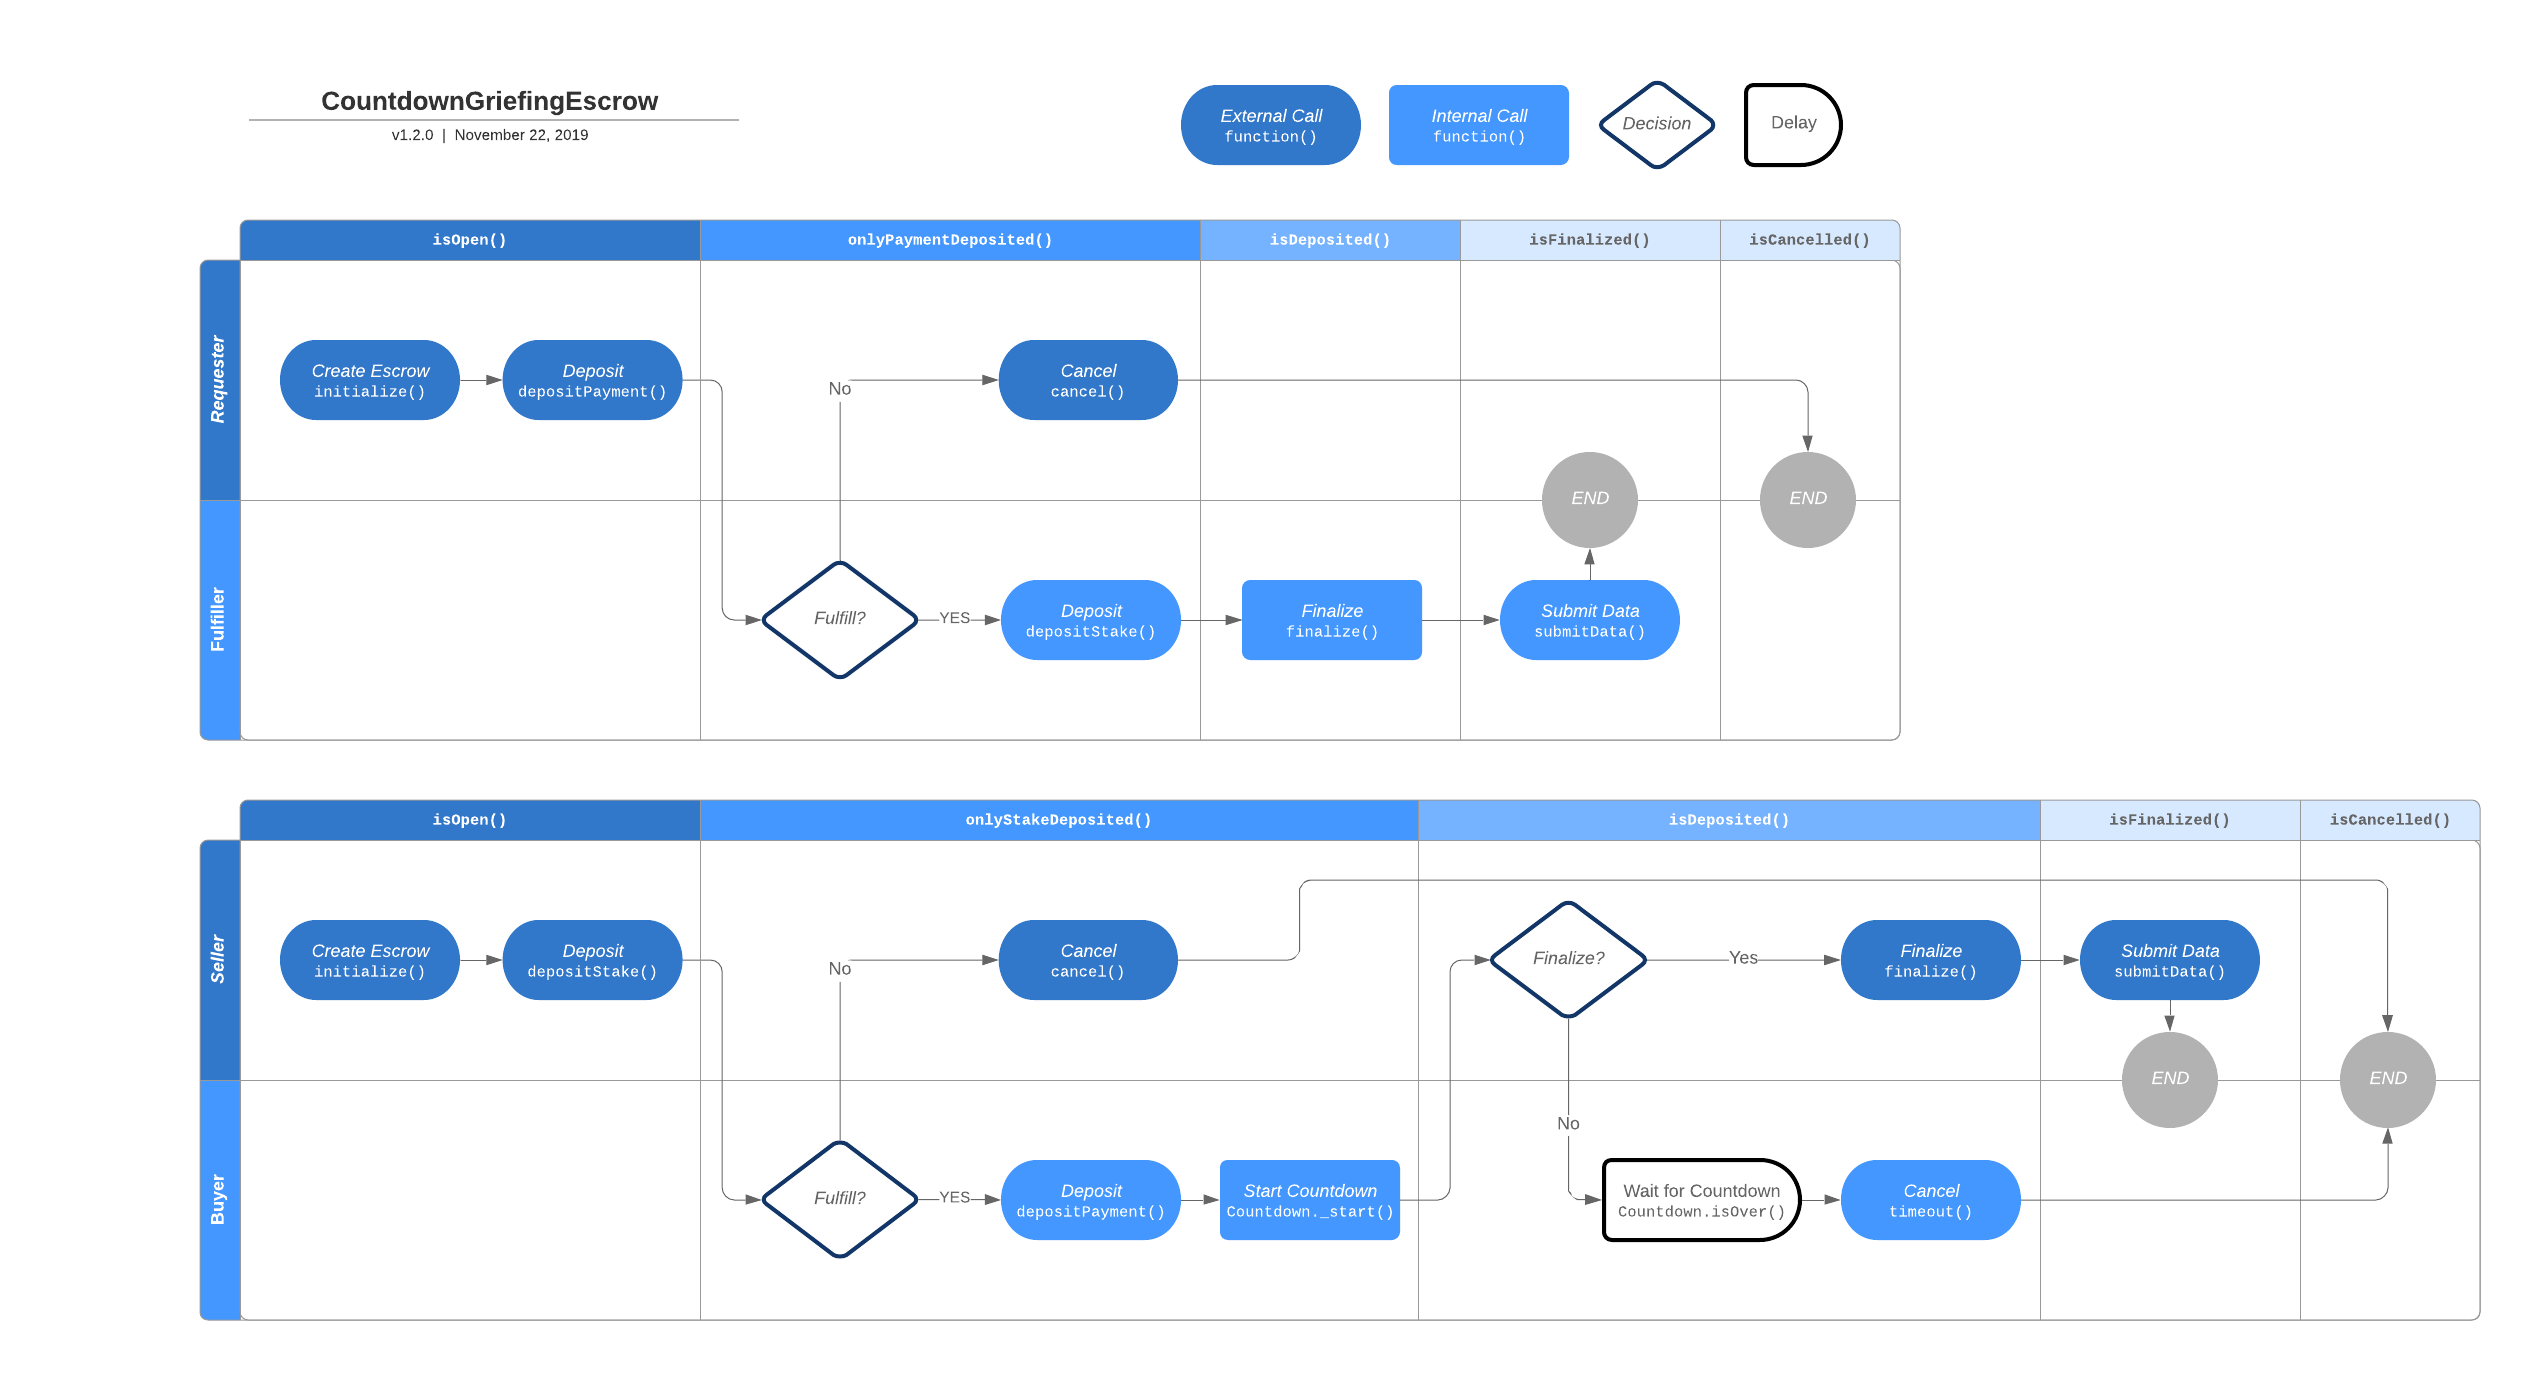 CountdownGriefingEscrow
v1.2.0 | November 22, 2019
External Call
function()
Internal Call
function()
Decision
Delay
isOpen()
onlyPaymentDeposited()
isDeposited()
isFinalized()
isCancelled()
Requester
Create Escrow
initialize()
Deposit
depositPayment()
No
Cancel
cancel()
END
END
Fulfiller
Fulfill?
YES
Deposit
depositStake()
Finalize
finalize()
Submit Data
submitData()
isOpen()
onlyStakeDeposited()
isDeposited()
isFinalized()
isCancelled()
Seller
Create Escrow
initialize()
Deposit
depositStake()
No
Cancel
cancel()
Finalize?
Yes
Finalize
finalize()
Submit Data
submitData()
END
END
Buyer
Fulfill?
YES
Deposit
depositPayment()
Start Countdown
Countdown._start()
No
Wait for Countdown
Countdown.isOver()
Cancel
timeout()